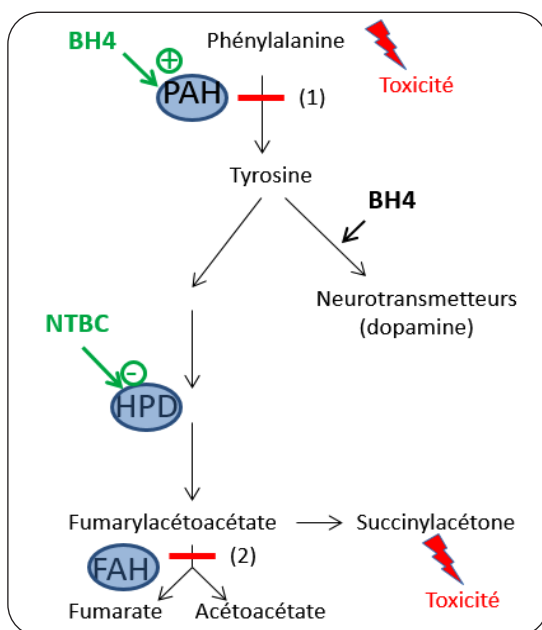 BH4
+
Phénylalanine
Toxicité
PAH
(1)
Tyrosine
BH4
Neurotransmetteurs
(dopamine)
NTBC
-
HPD
Fumarylacétoacétate
Succinylacétone
FAH
(2)
Toxicité
Fumarate
Acétoacétate